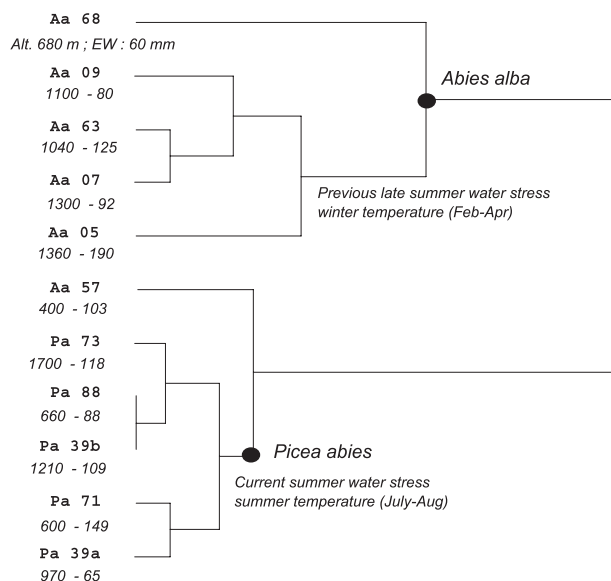 Aa 68
Alt. 680 m ; EW : 60 mm
Abies alba
Aa 09
1100 - 80
Aa 63
1040 - 125
Aa 07
1300 - 92
Previous late summer water stress
winter temperature (Feb-Apr)
Aa 05
1360 - 190
Aa 57
400 - 103
Pa 73
1700 - 118
Pa 88
660 - 88
Pa 39b
1210 - 109
Picea abies
Current summer water stress
summer temperature (July-Aug)
Pa 71
600 - 149
Pa 39a
970 - 65